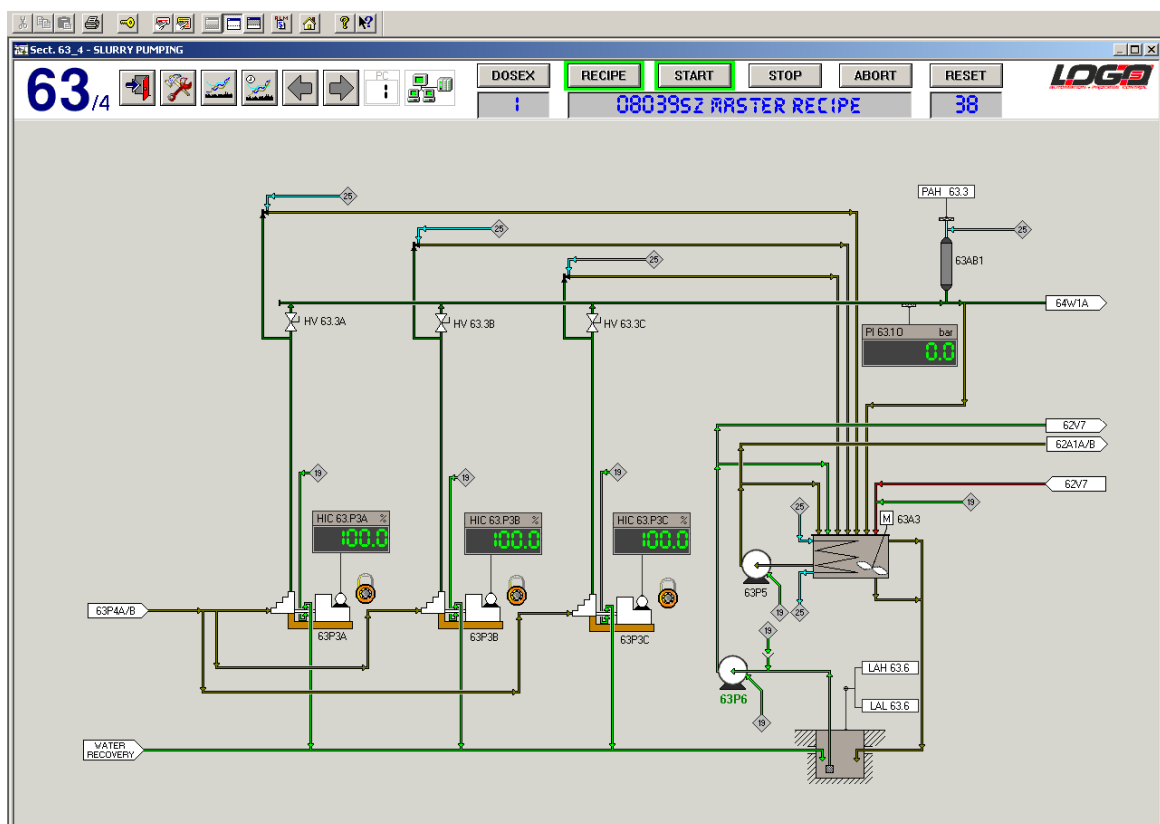 Sect. 63_4 - SLURRY PUMPING
63/4
PC
1
DOSEX
RECIPE
START
STOP
ABORT
RESET
1
08039SZ MASTER RECIPE
38
LOGO
AUTOMATION - PROCESS CONTROL
25
PAH 63.3
25
25
25
63AB1
64W1A
HV 63.3A
HV 63.3B
HV 63.3C
PI 63.10 bar
0.0
62V7
62A1A/B
19
19
19
62V7
19
25
M
63A3
HIC 63.P3A %
100.0
HIC 63.P3B %
100.0
HIC 63.P3C %
100.0
63P5
63P4A/B
19
25
63P3A
63P3B
63P3C
19
LAH 63.6
63P6
LAL 63.6
19
WATER
RECOVERY